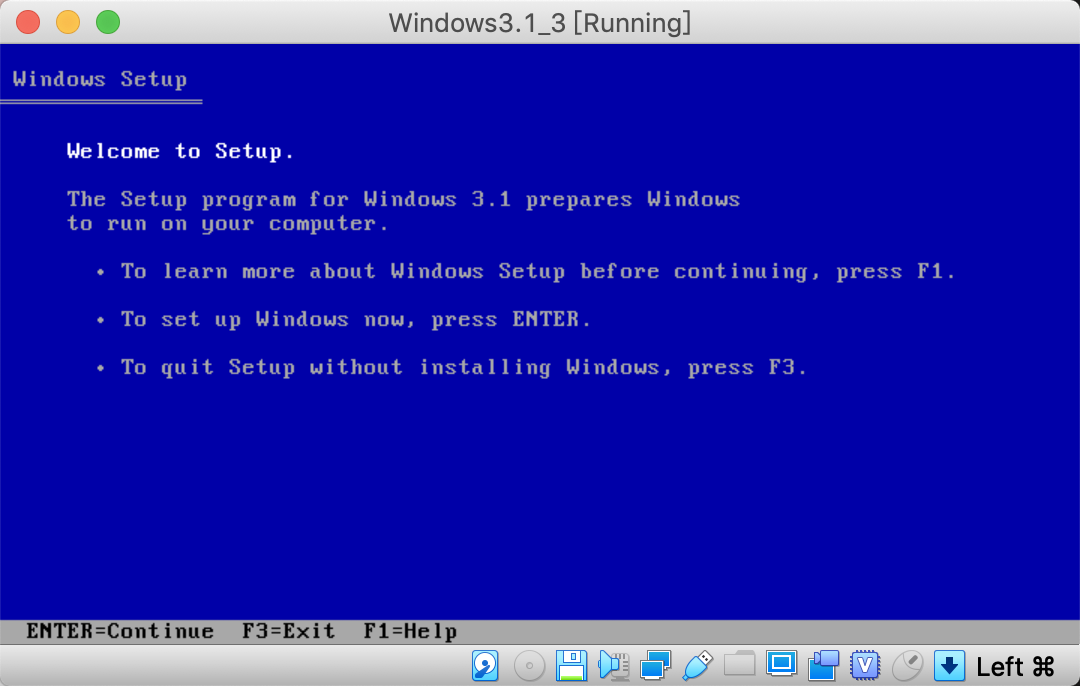 Windows3.1_3 [Running]
Windows Setup
Welcome to Setup.
The Setup program for Windows 3.1 prepares Windows
to run on your computer.
• To learn more about Windows Setup before continuing, press F1.
• To set up Windows now, press ENTER.
• To quit Setup without installing Windows, press F3.
ENTER=Continue  F3=Exit  F1=Help
V Left ⌘